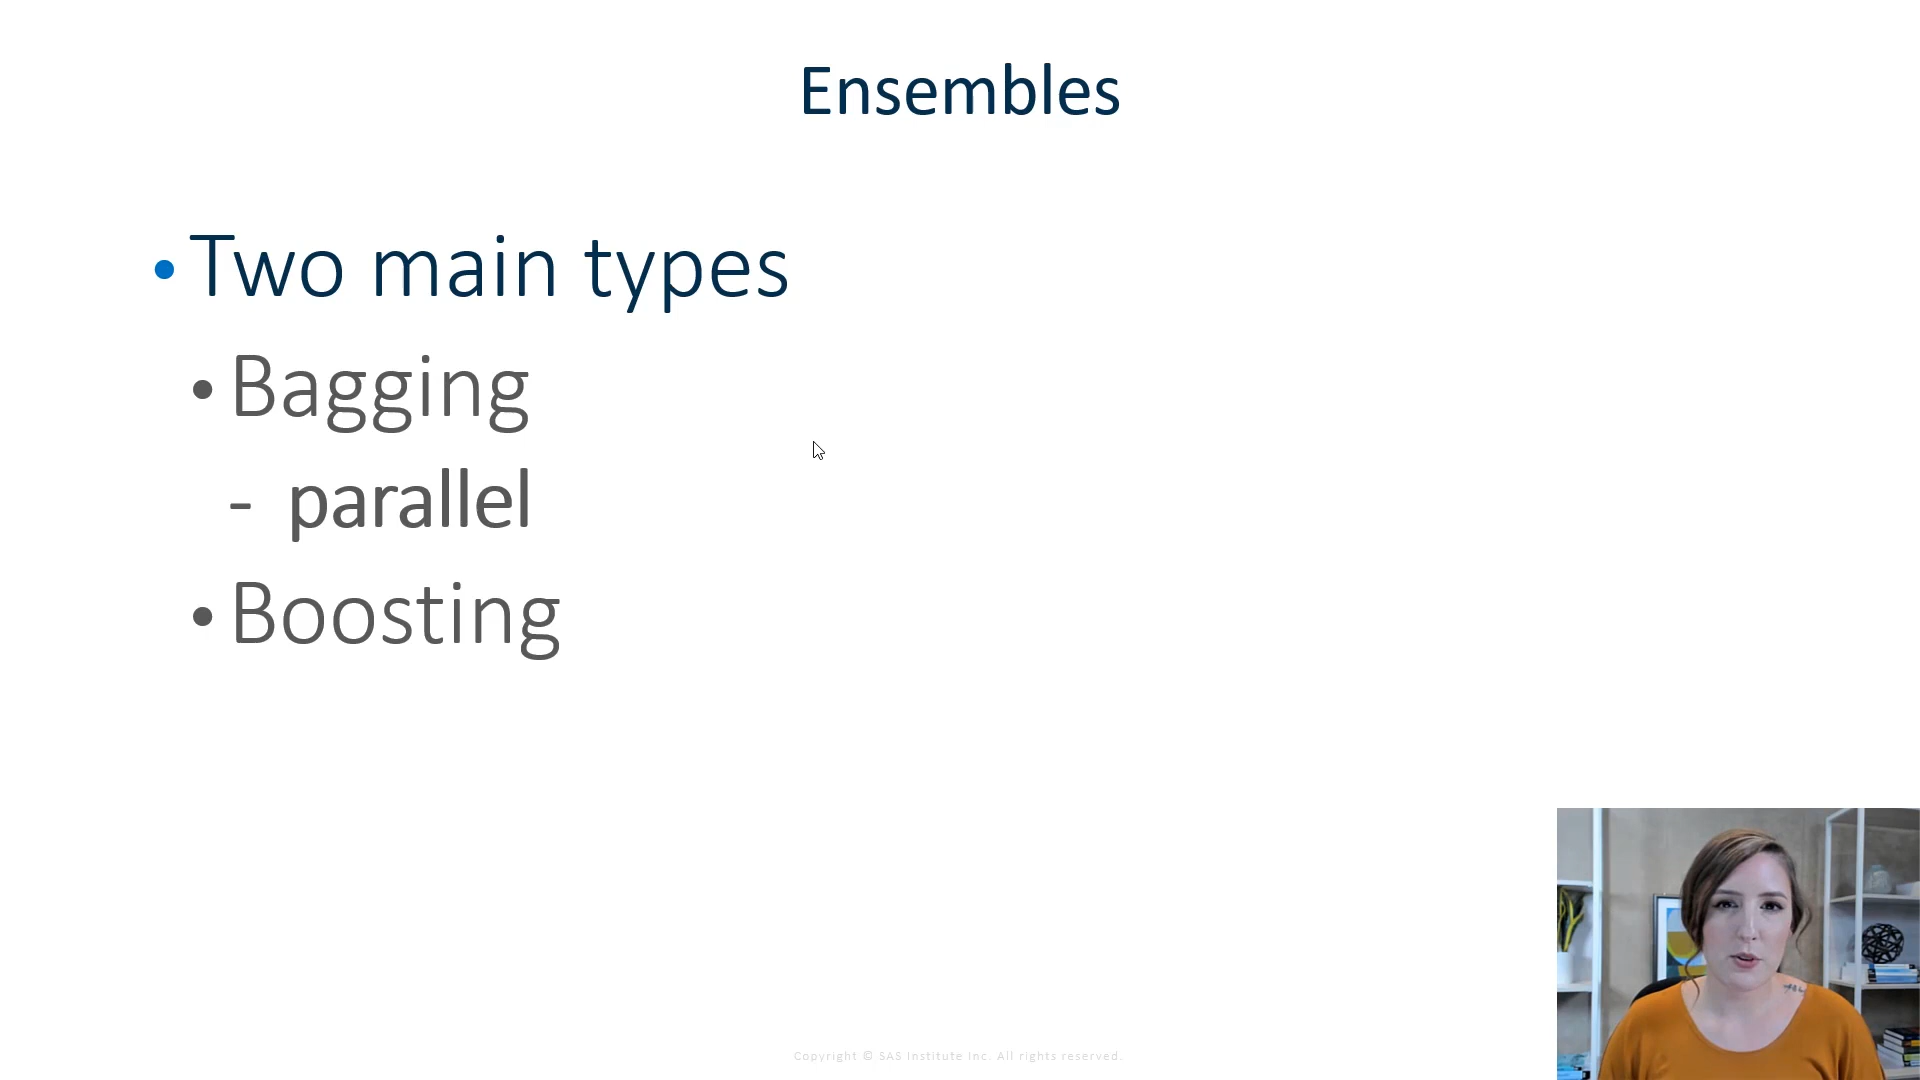 Ensembles
• Two main types
• Bagging
- parallel
• Boosting
Copyright © SAS Institute Inc. All rights reserved.